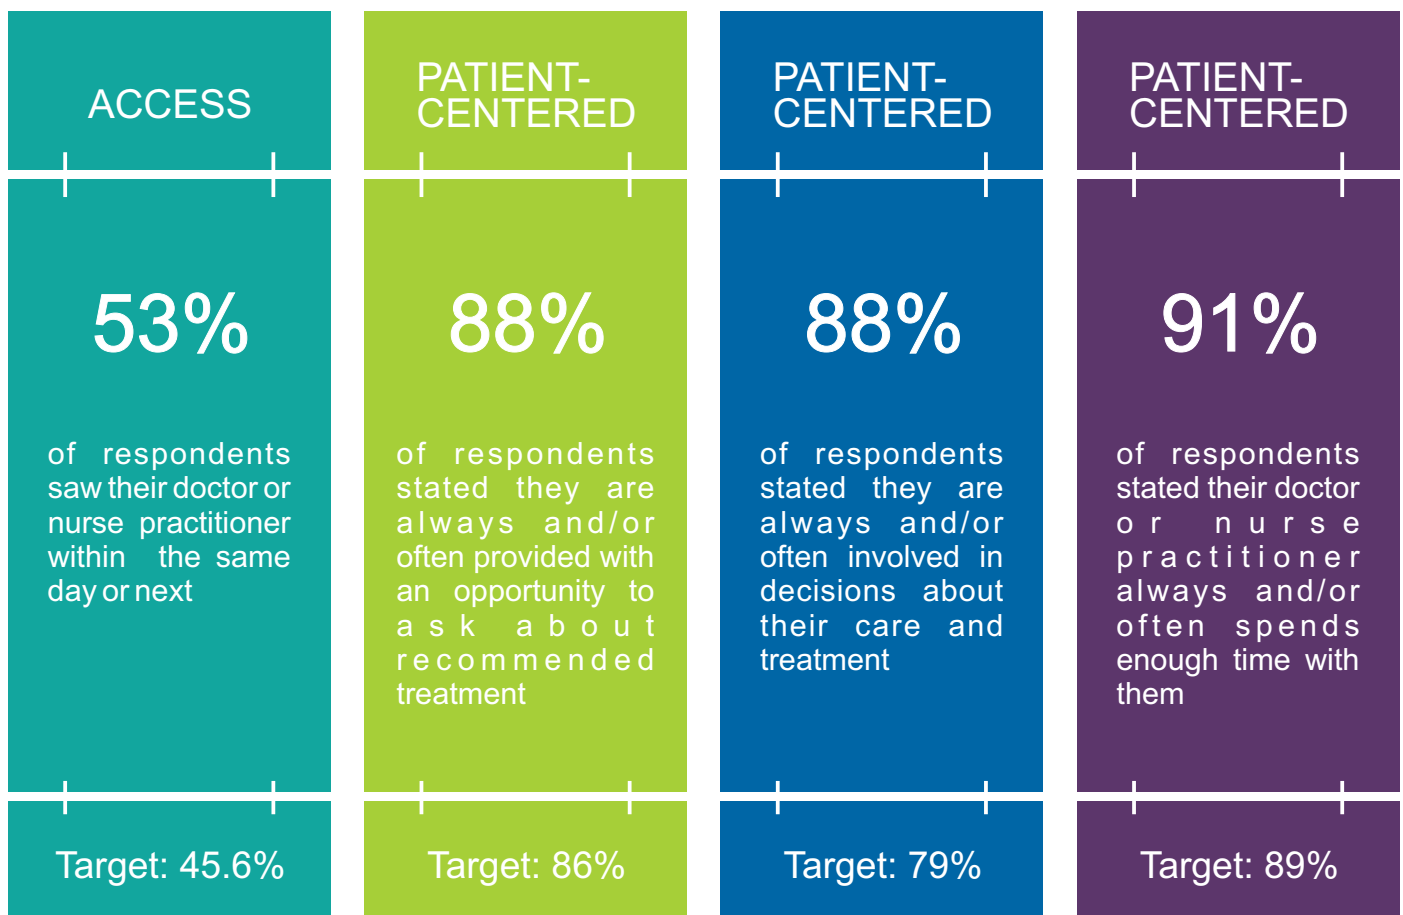 ACCESS
53%
of respondents
saw their doctor or
nurse practitioner
within the same
day or next
Target: 45.6%
PATIENT-
CENTERED
88%
of respondents
stated they are
always and/or
often provided with
an opportunity to
ask about
recommended
treatment
Target: 86%
PATIENT-
CENTERED
88%
of respondents
stated they are
always and/or
often involved in
decisions about
their care and
treatment
Target: 79%
PATIENT-
CENTERED
91%
of respondents
stated their doctor
or nurse
practitioner
always and/or
often spends
enough time with
them
Target: 89%